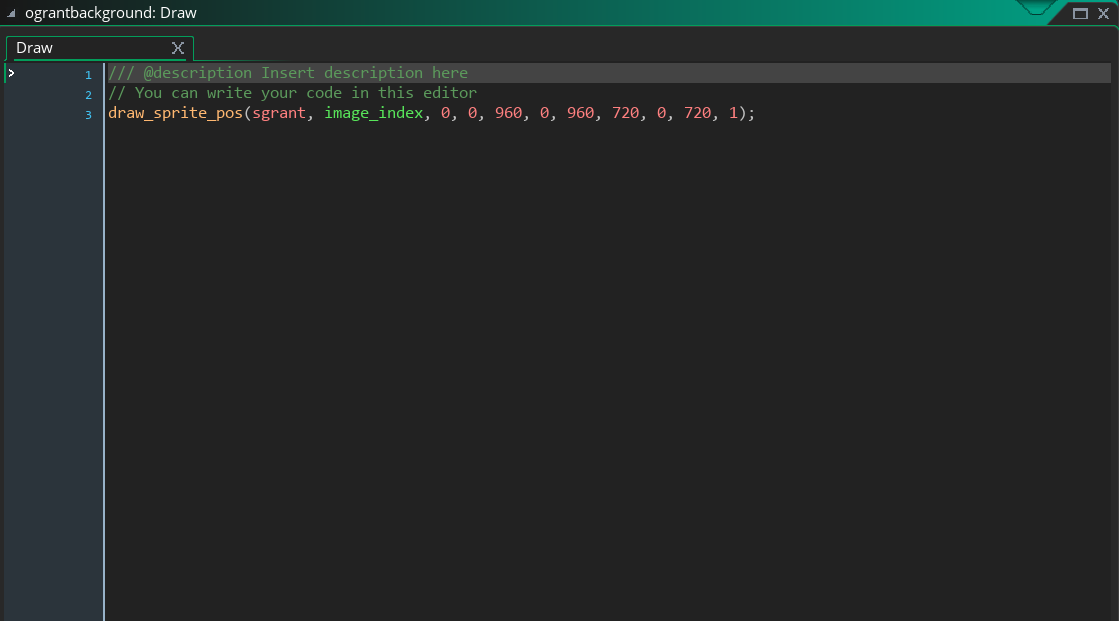 ograntbackground: Draw
Draw
1 /// @description Insert description here
2 // You can write your code in this editor
3 draw_sprite_pos(sgrant, image_index, 0, 0, 960, 0, 960, 720, 0, 720, 1);